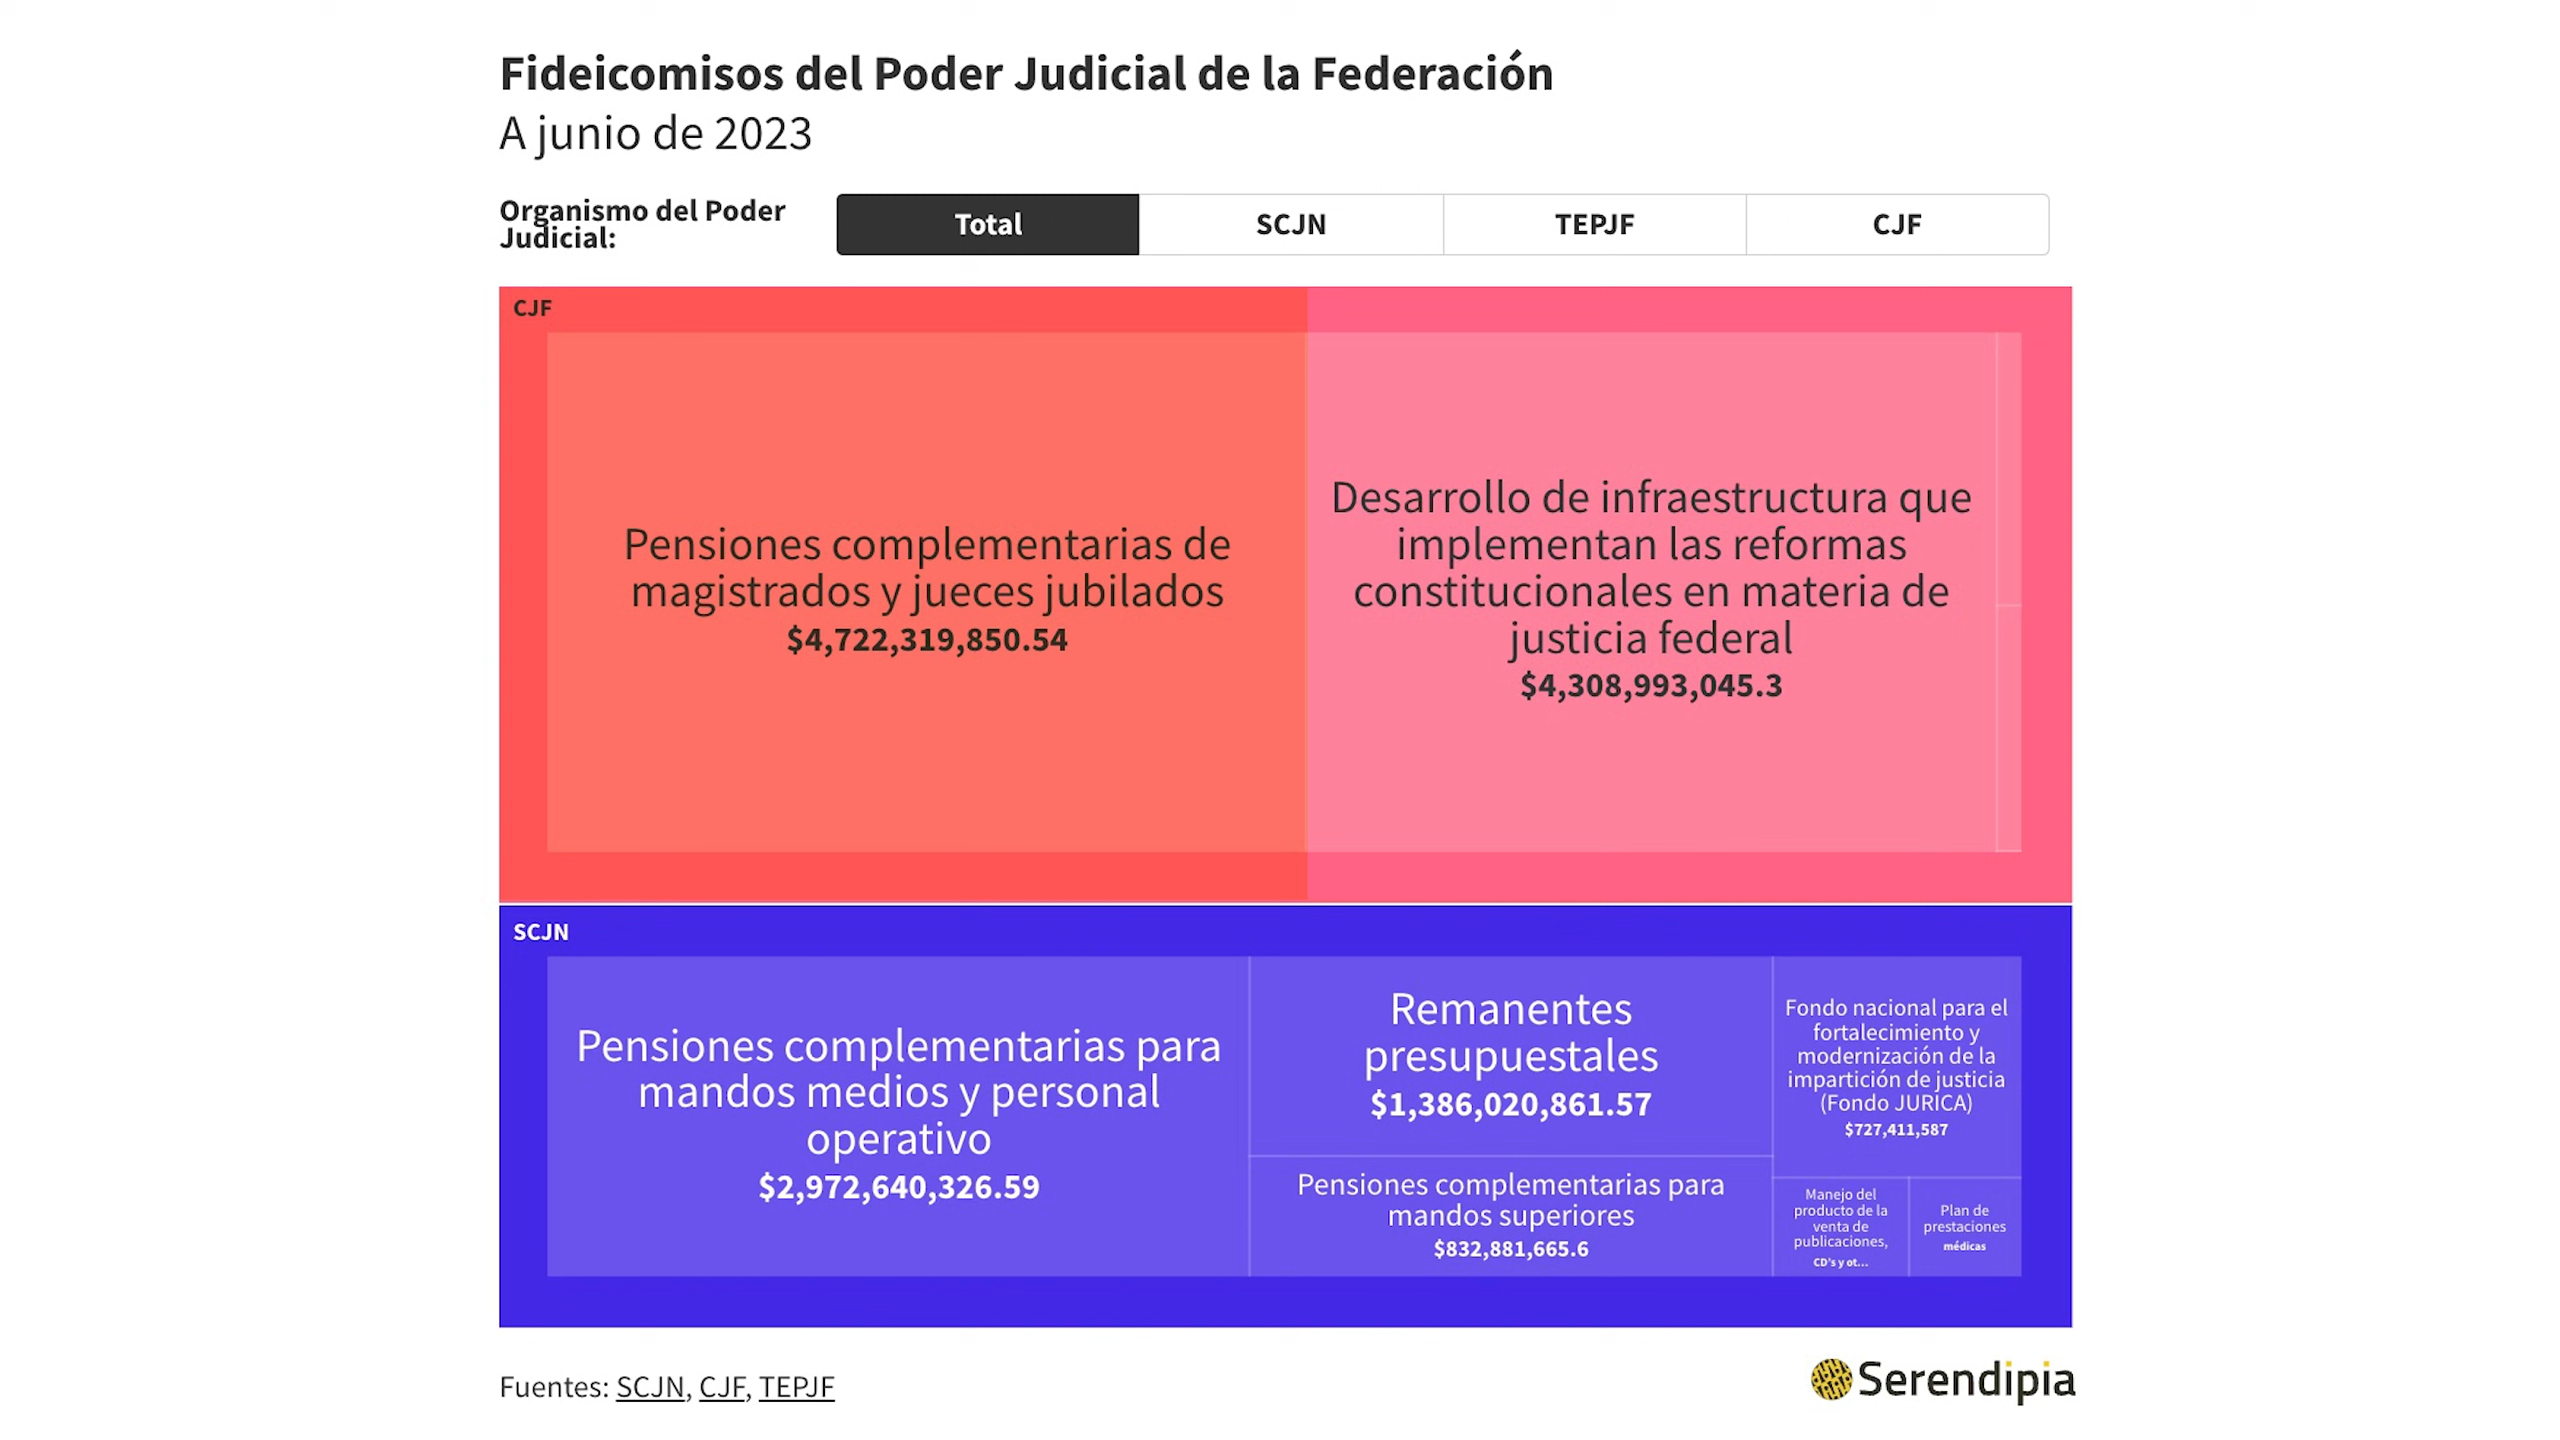 Fideicomisos del Poder Judicial de la Federación
A junio de 2023
Organismo del Poder
Judicial:
Total
SCJN
TEPJF
CJF
CJF
Pensiones complementarias de
magistrados y jueces jubilados
$4,722,319,850.54
Desarrollo de infraestructura que
implementan las reformas
constitucionales en materia de
justicia federal
$4,308,993,045.3
SCJN
Pensiones complementarias para
mandos medios y personal
operativo
$2,972,640,326.59
Remanentes
presupuestales
$1,386,020,861.57
Pensiones complementarias para
mandos superiores
$832,881,665.6
Fondo nacional para el
fortalecimiento y
modernización de la
impartición de justicia
(Fondo JURICA)
$727,411,587
Manejo del
producto de la
venta de
publicaciones,
CD's y ot...
Plan de
prestaciones
médicas
Fuentes: SCJN, CJF, TEPJF
Serendipia